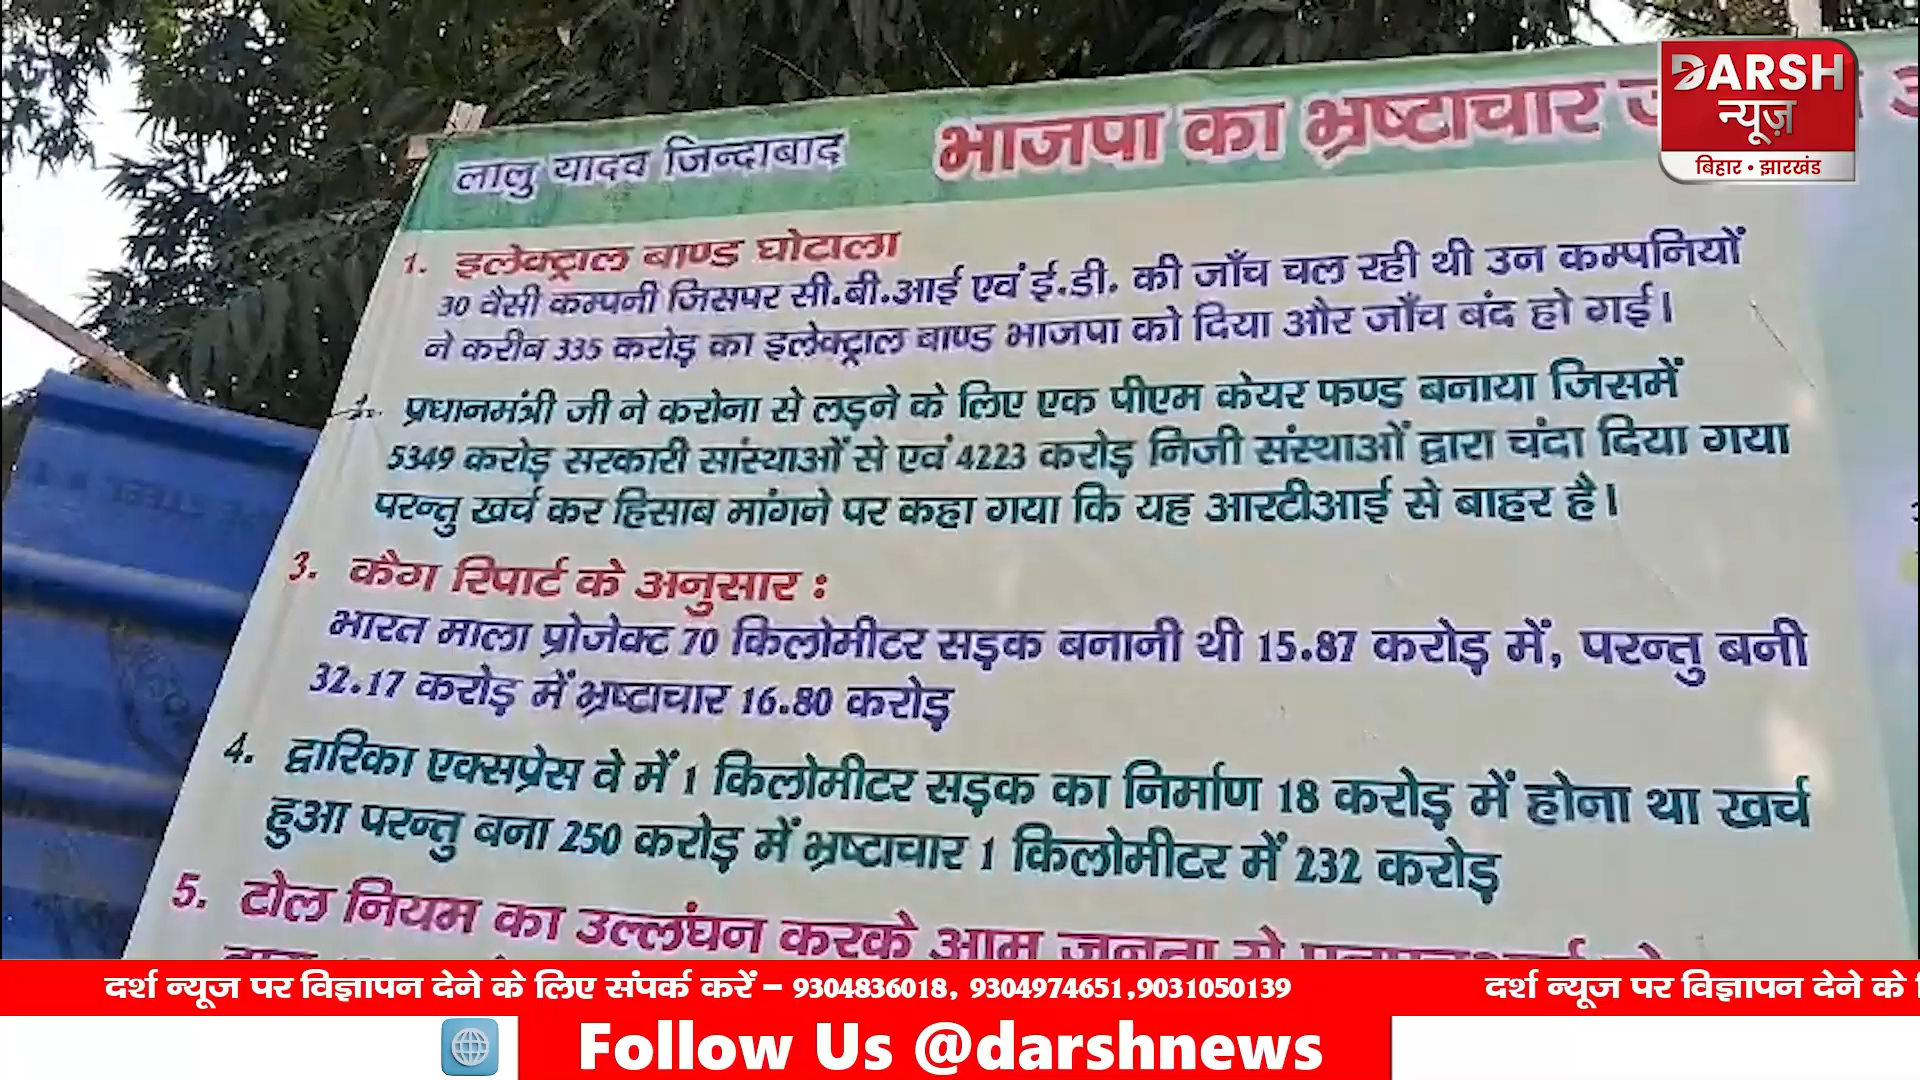 DARSH
न्यूज़
बिहार • झारखंड
लालु यादव जिन्दाबाद भाजपा का भ्रष्टाचार
1. इलेक्ट्राल बाण्ड घोटाला
30 वैसी कम्पनी जिसपर सी.बी.आई एवं ई.डी. की जाँच चल रही थी उन कम्पनियों
ने करीब 335 करोड़ का इलेक्ट्राल बाण्ड भाजपा को दिया और जाँच बंद हो गई।
2. प्रधानमंत्री जी ने करोना से लड़ने के लिए एक पीएम केयर फण्ड बनाया जिसमें
5349 करोड़ सरकारी सांस्थाओं से एवं 4223 करोड़ निजी संस्थाओं द्वारा चंदा दिया गया
परन्तु खर्च कर हिसाब मांगने पर कहा गया कि यह आरटीआई से बाहर है।
3. कैग रिपार्ट के अनुसार :
भारत माला प्रोजेक्ट 70 किलोमीटर सड़क बनानी थी 15.87 करोड़ में, परन्तु बनी
32.17 करोड़ में भ्रष्टाचार 16.80 करोड़
4. द्वारिका एक्सप्रेस वे में 1 किलोमीटर सड़क का निर्माण 18 करोड़ में होना था खर्च
हुआ परन्तु बना 250 करोड़ में भ्रष्टाचार 1 किलोमीटर में 232 करोड़
5. टोल नियम का उल्लंघन करके आम जनता से
दर्श न्यूज पर विज्ञापन देने के लिए संपर्क करें – 9304836018, 9304974651,9031050139 दर्श न्यूज पर विज्ञापन देने के
Follow Us @darshnews